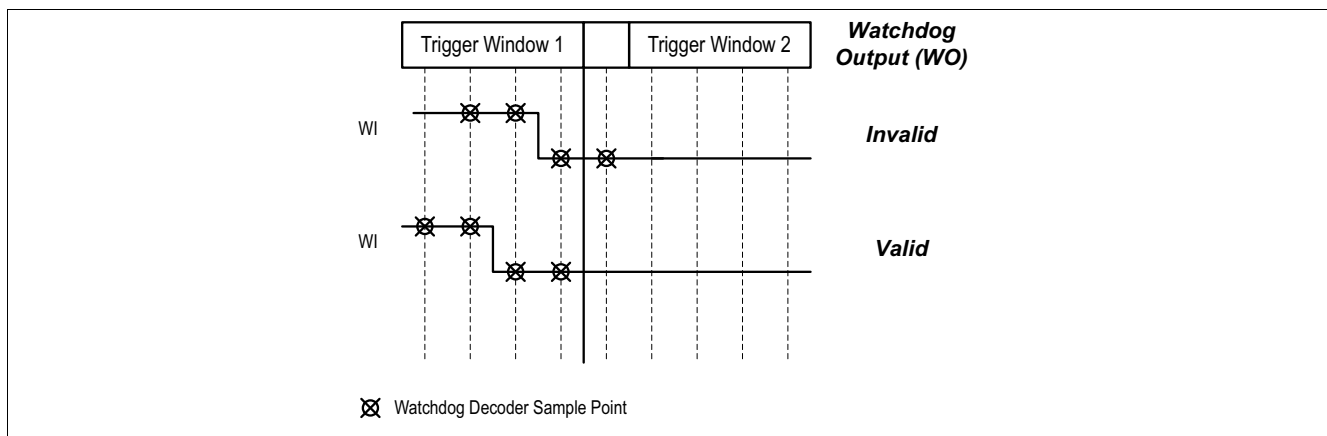 Trigger Window 1
Trigger Window 2
Watchdog
Output (WO)
WI
Invalid
WI
Valid
Watchdog Decoder Sample Point